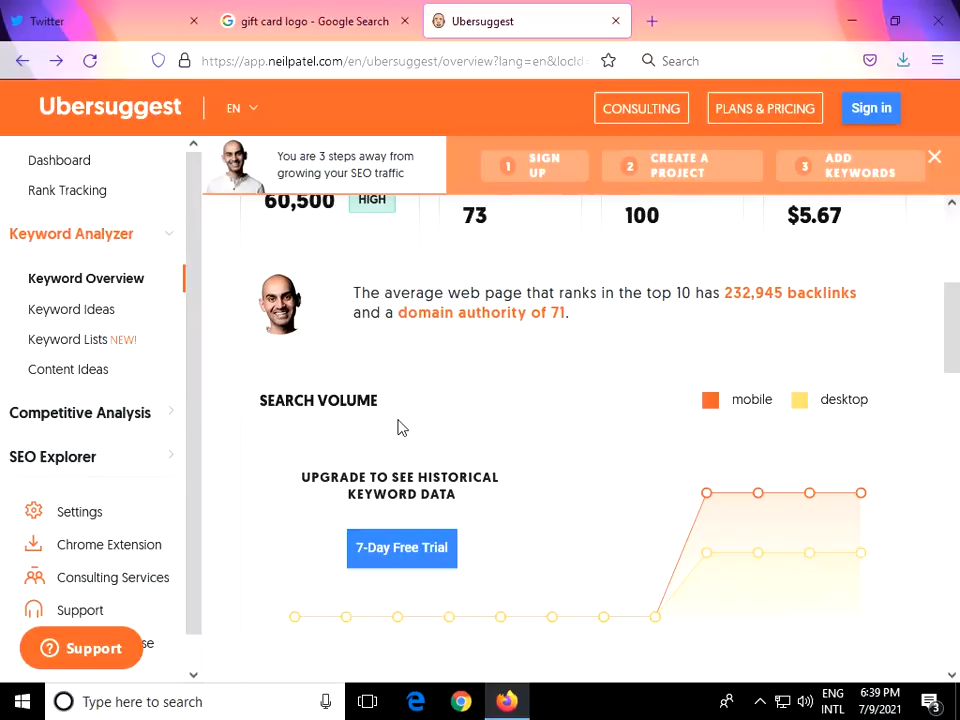 Twitter
gift card logo - Google Search
Ubersuggest
https://app.neilpatel.com/en/ubersuggest/overview?lang=en&locId=
Search
Ubersuggest
EN
CONSULTING
PLANS & PRICING
Sign in
Dashboard
Rank Tracking
Keyword Analyzer
Keyword Overview
Keyword Ideas
Keyword Lists NEW!
Content Ideas
Competitive Analysis
SEO Explorer
Settings
Chrome Extension
Consulting Services
Support
se
Support
You are 3 steps away from
growing your SEO traffic
1 SIGN
UP
2 CREATE A
PROJECT
3 ADD
KEYWORDS
60,500
HIGH
73
100
$5.67
The average web page that ranks in the top 10 has 232,945 backlinks
and a domain authority of 71.
SEARCH VOLUME
mobile
desktop
UPGRADE TO SEE HISTORICAL
KEYWORD DATA
7-Day Free Trial
Type here to search
ENG
INTL
6:39 PM
7/9/2021
3